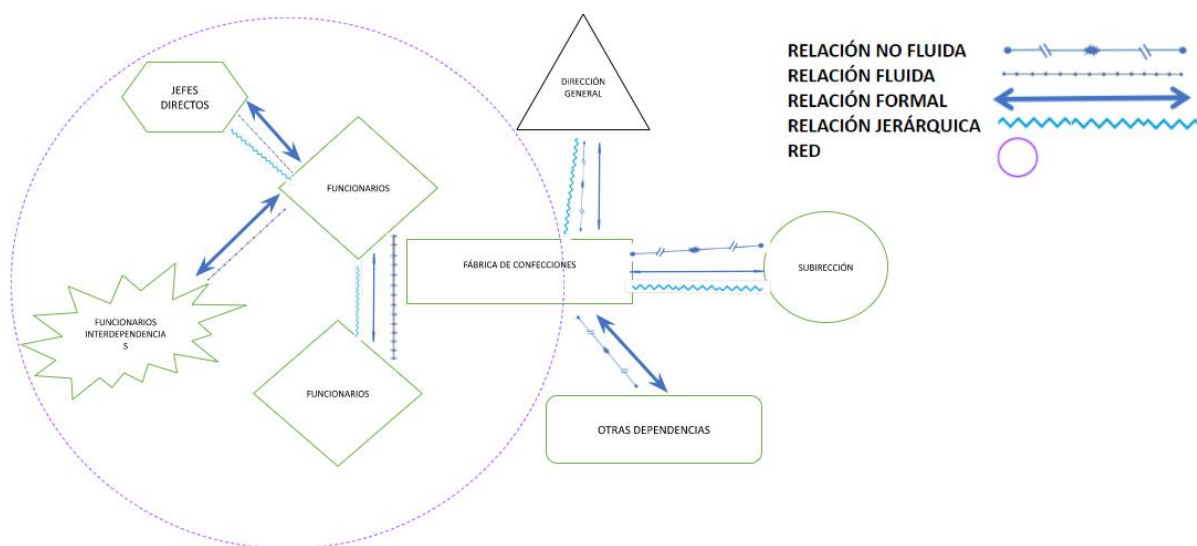 JEFES
DIRECTOS
FUNCIONARIOS
FUNCIONARIOS
INTERDEPENDENCIA
S
FUNCIONARIOS
DIRECCIÓN
GENERAL
FÁBRICA DE CONFECCIONES
SUBIRECCIÓN
OTRAS DEPENDENCIAS
RELACIÓN NO FLUIDA
RELACIÓN FLUIDA
RELACIÓN FORMAL
RELACIÓN JERÁRQUICA
RED